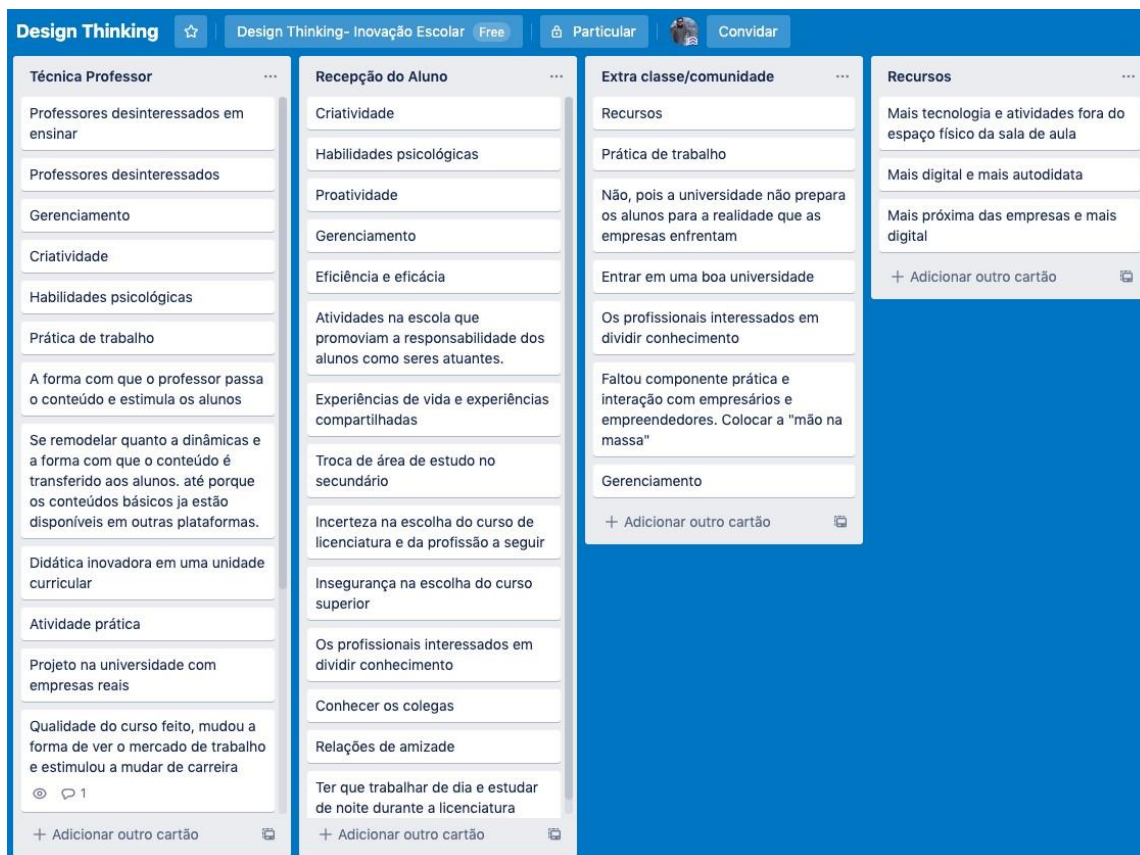 Design Thinking
Design Thinking- Inovação Escolar Free
Particular
Convidar
Técnica Professor
Professores desinteressados em
ensinar
Professores desinteressados
Gerenciamento
Criatividade
Habilidades psicológicas
Prática de trabalho
A forma com que o professor passa
o conteúdo e estimula os alunos
Se remodelar quanto a dinâmicas e
a forma com que o conteúdo é
transferido aos alunos. até porque
os conteúdos básicos ja estão
disponíveis em outras plataformas.
Didática inovadora em uma unidade
curricular
Atividade prática
Projeto na universidade com
empresas reais
Qualidade do curso feito, mudou a
forma de ver o mercado de trabalho
e estimulou a mudar de carreira
1
+ Adicionar outro cartão
Recepção do Aluno
Criatividade
Habilidades psicológicas
Proatividade
Gerenciamento
Eficiência e eficácia
Atividades na escola que
promoviam a responsabilidade dos
alunos como seres atuantes.
Experiências de vida e experiências
compartilhadas
Troca de área de estudo no
secundário
Incerteza na escolha do curso de
licenciatura e da profissão a seguir
Insegurança na escolha do curso
superior
Os profissionais interessados em
dividir conhecimento
Conhecer os colegas
Relações de amizade
Ter que trabalhar de dia e estudar
de noite durante a licenciatura
+ Adicionar outro cartão
Extra classe/comunidade
Recursos
Prática de trabalho
Não, pois a universidade não prepara
os alunos para a realidade que as
empresas enfrentam
Entrar em uma boa universidade
Os profissionais interessados em
dividir conhecimento
Faltou componente prática e
interação com empresários e
empreendedores. Colocar a "mão na
massa"
Gerenciamento
+ Adicionar outro cartão
Recursos
Mais tecnologia e atividades fora do
espaço físico da sala de aula
Mais digital e mais autodidata
Mais próxima das empresas e mais
digital
+ Adicionar outro cartão